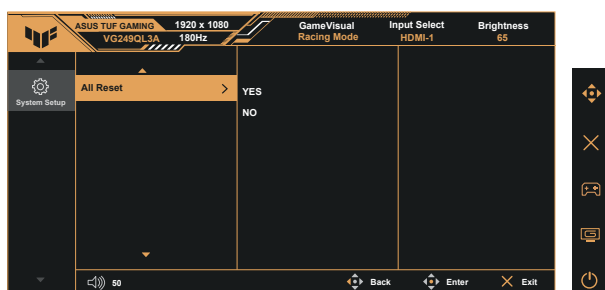 ASUS TUF GAMING 1920 x 1080 GameVisual Input Select Brightness
VG249QL3A 180Hz Racing Mode HDMI-1 65
System Setup
All Reset
YES
NO
50 Back Enter Exit